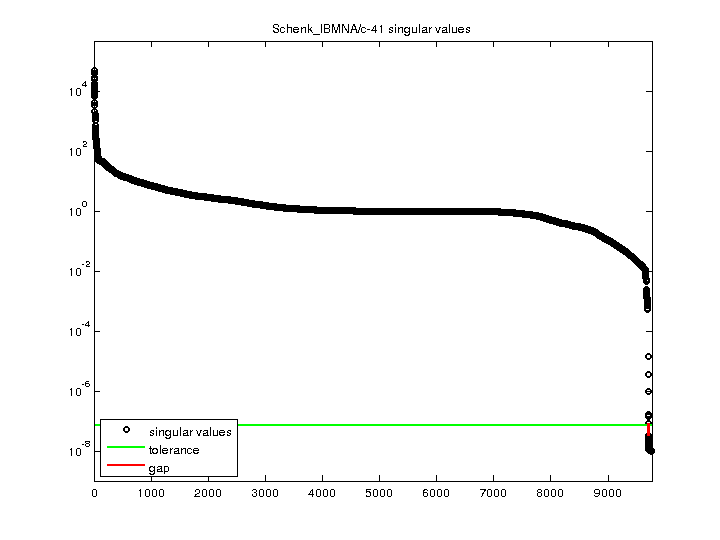 Schenk_IBMNA/c-41 singular values
10^4
10^2
10^0
10^-2
10^-4
10^-6
10^-8
singular values
tolerance
gap
0 1000 2000 3000 4000 5000 6000 7000 8000 9000